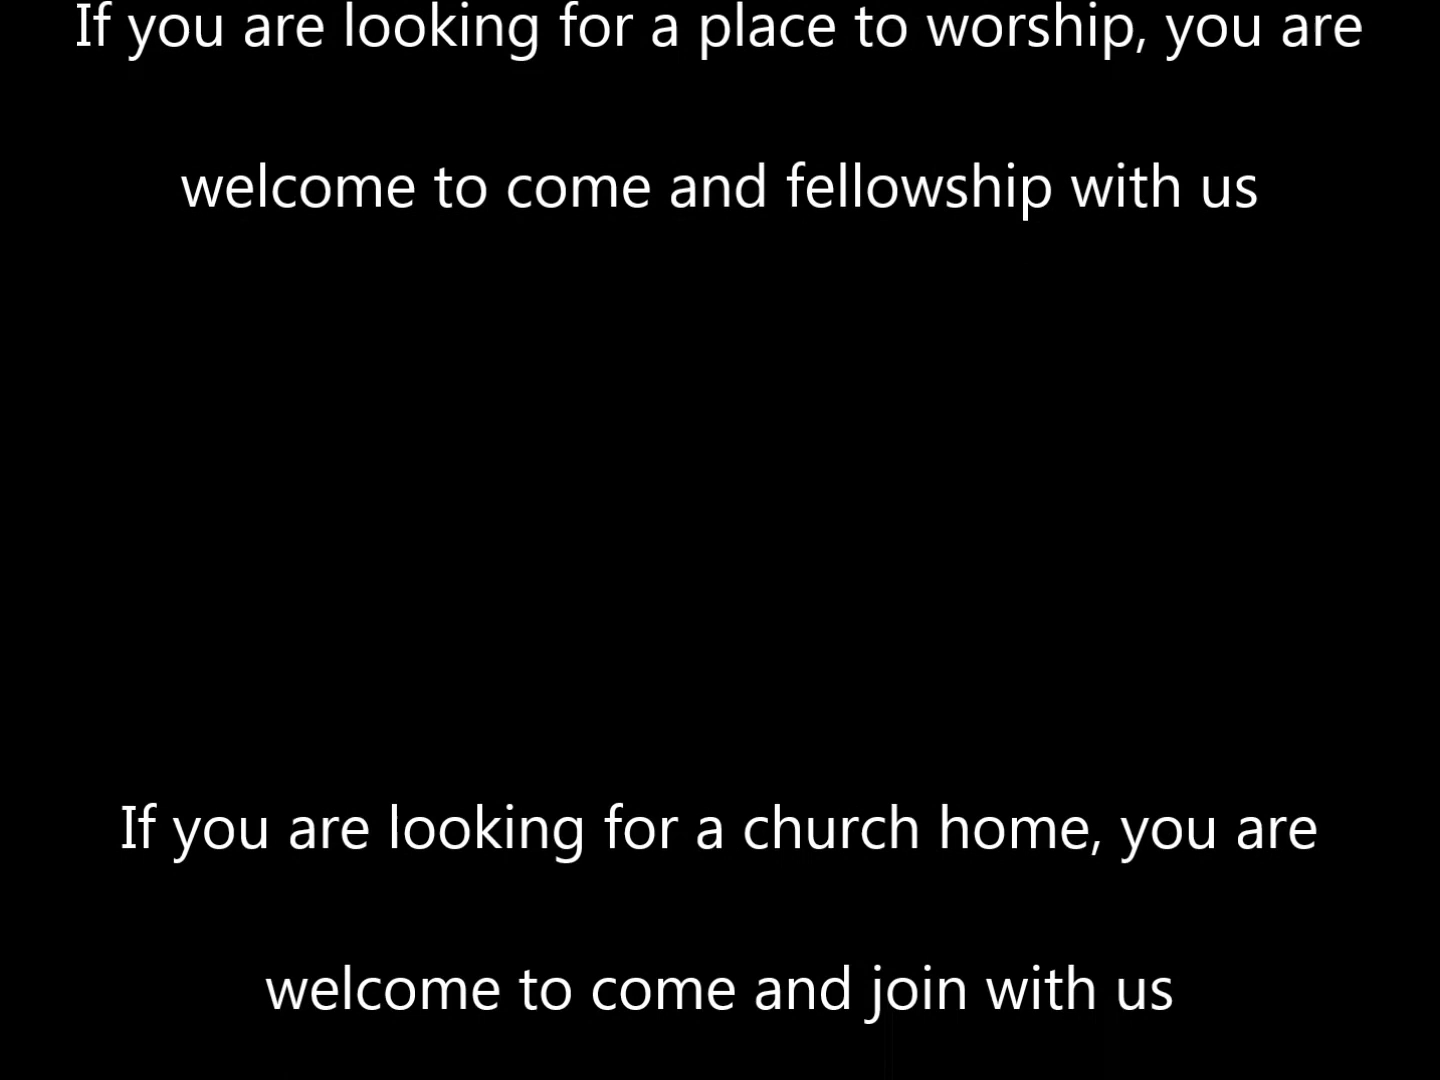 If you are looking for a place to worship, you are
welcome to come and fellowship with us
If you are looking for a church home, you are
welcome to come and join with us